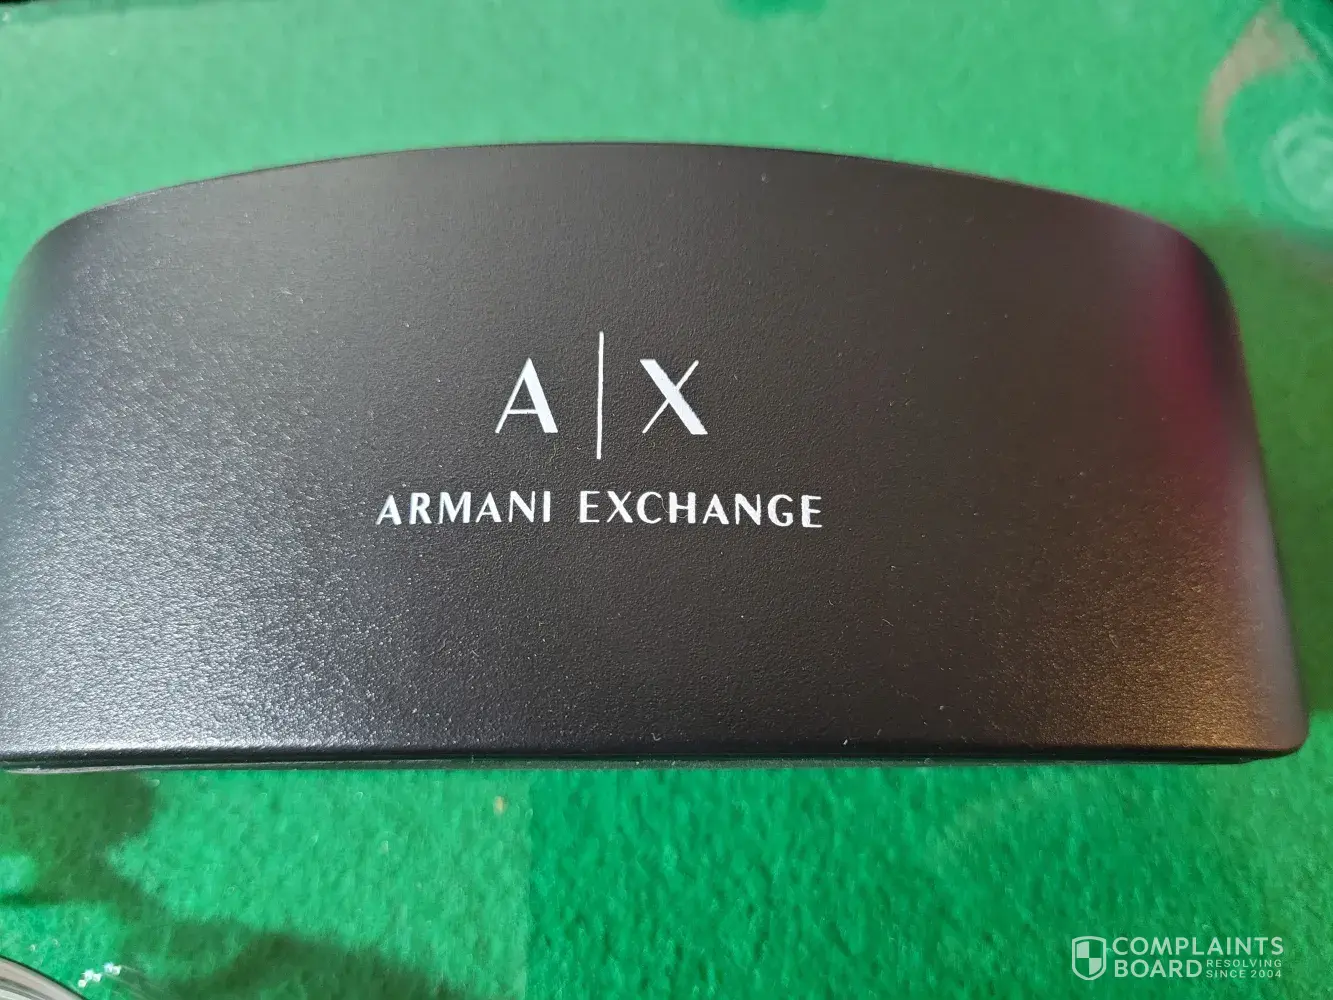 A|X
ARMANI EXCHANGE
COMPLAINTS
BOARD RESOLVING
SINCE 2004